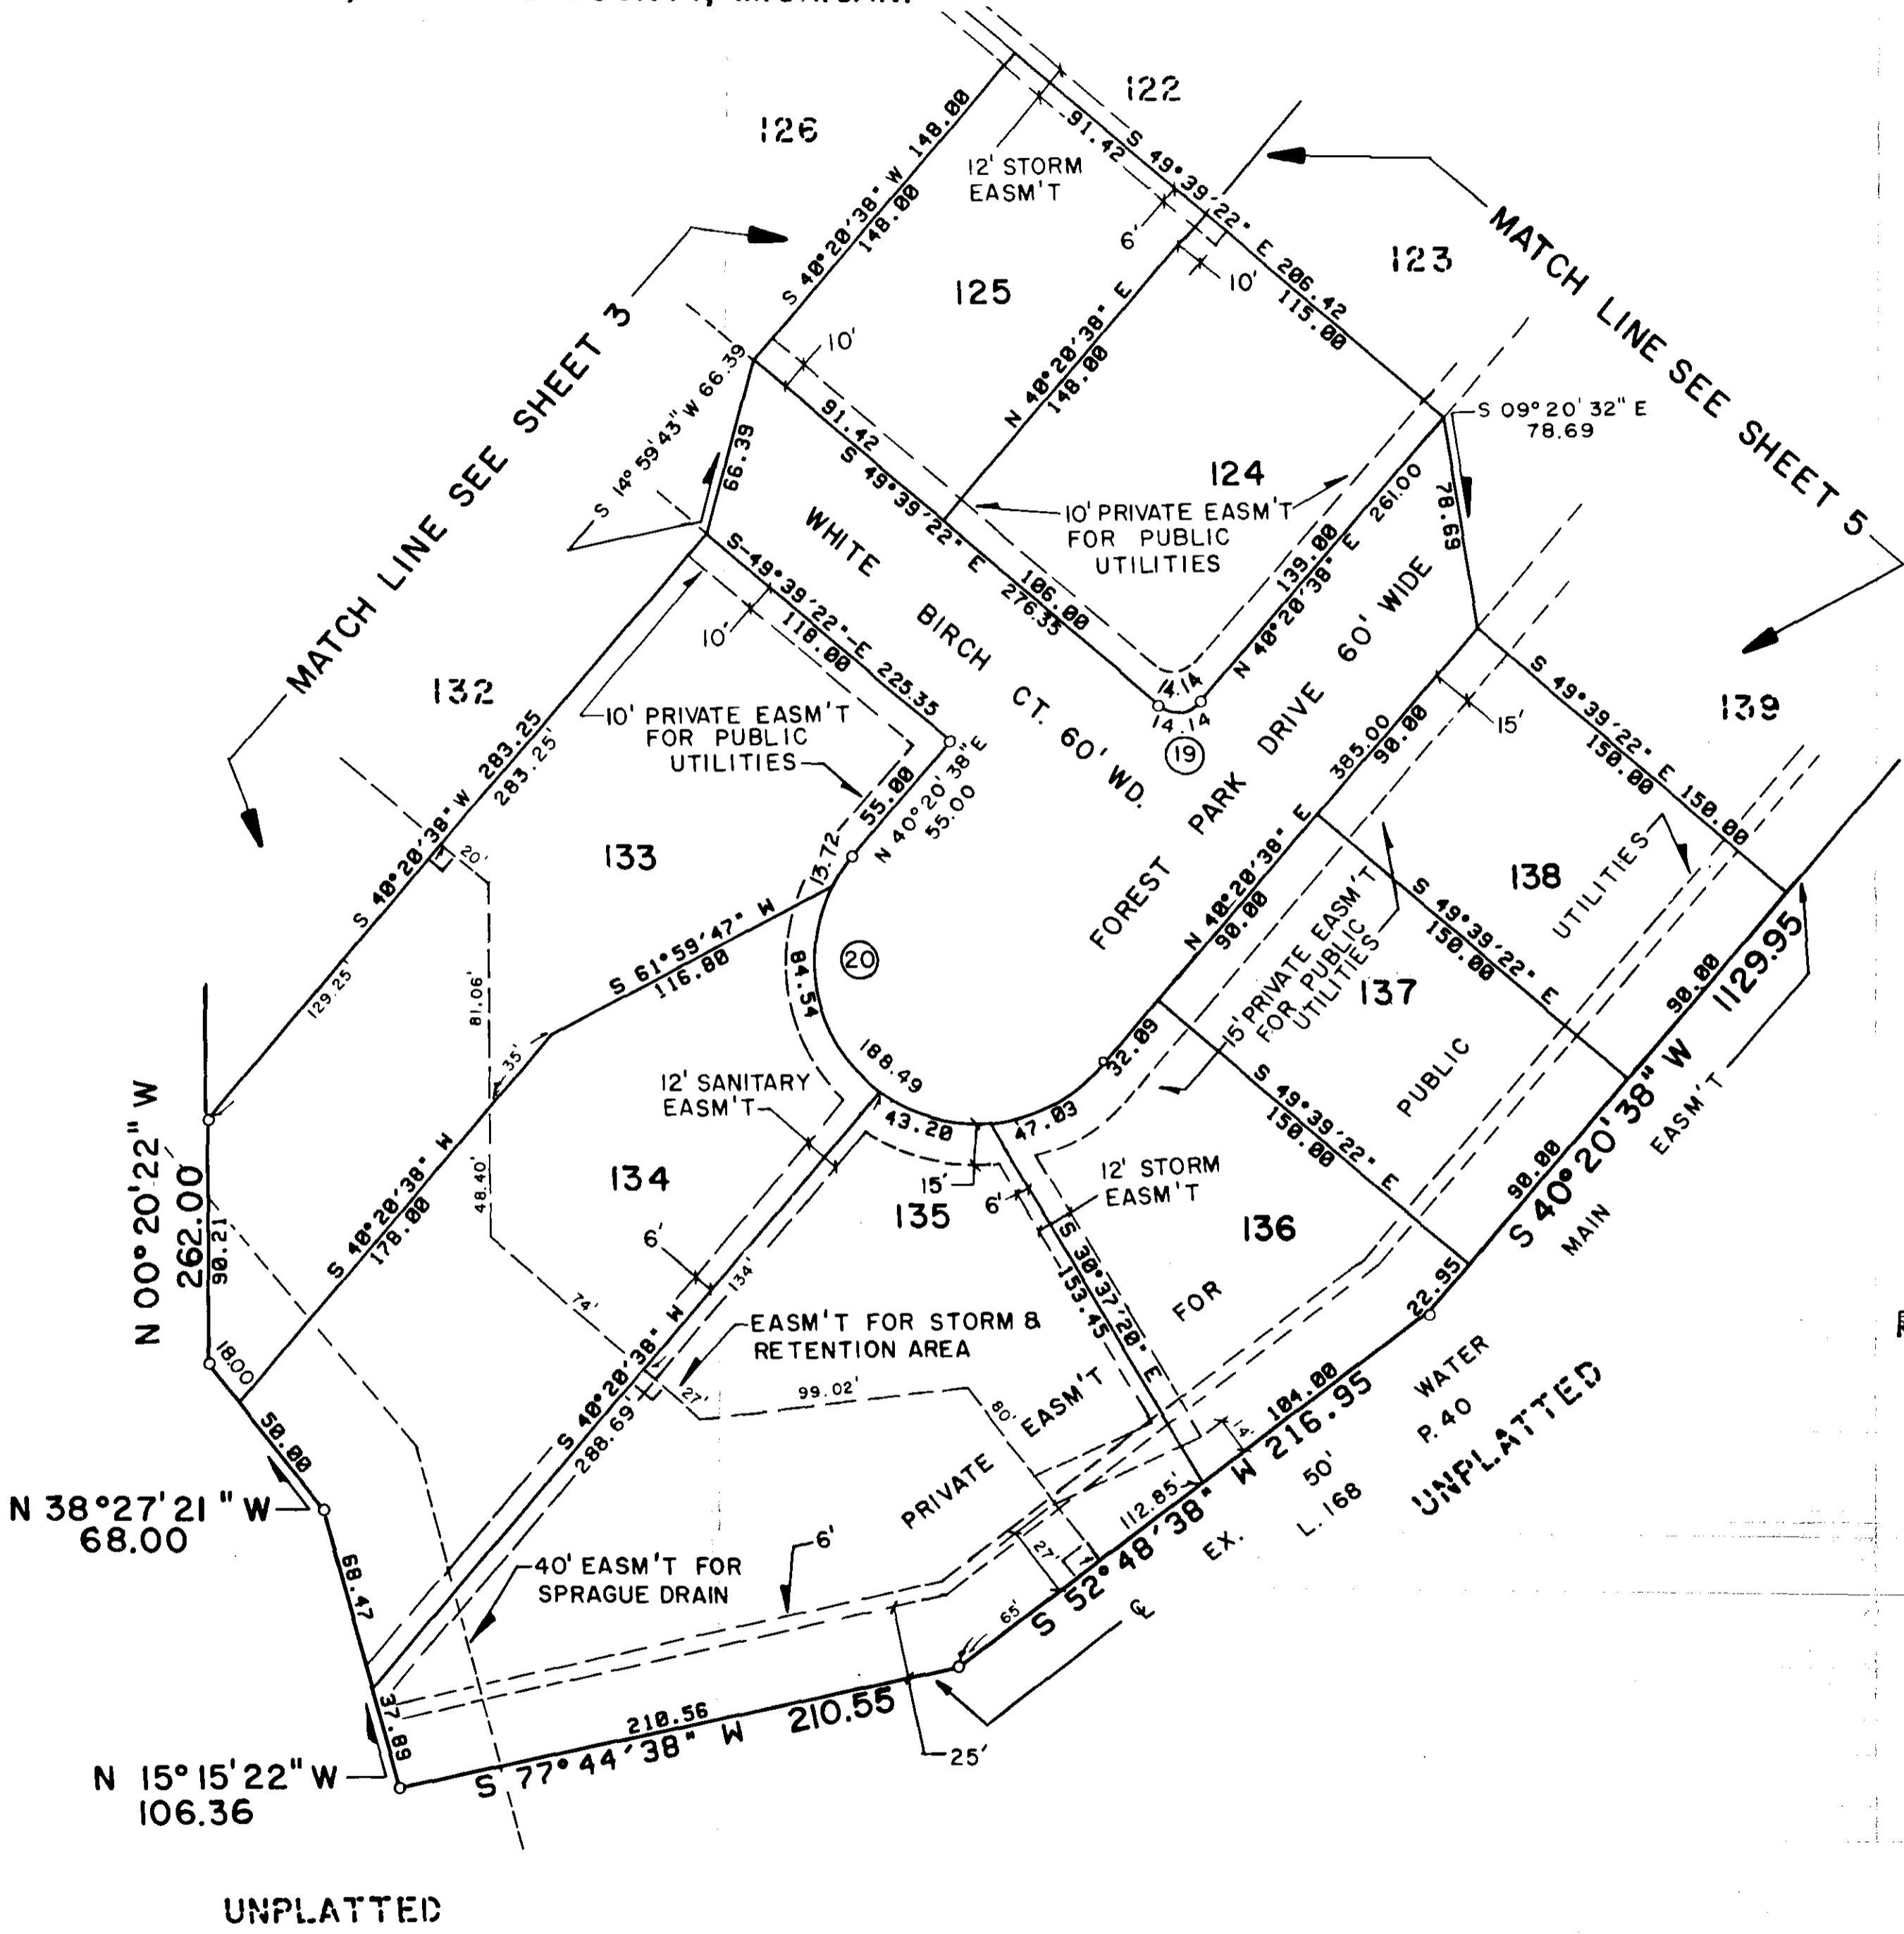 122
126
S 40°20'38" W 148.00
148.00
91.42
S 49°39'22" E 206.42
115.00
12' STORM
EASM'T
6'
10'
123
MATCH LINE SEE SHEET 5
MATCH LINE SEE SHEET 3
125
10'
N 40°20'38" E
148.00
S 14°59'43" W 66.39
66.39
91.42
S 49°39'22" E
106.00
276.35
124
10' PRIVATE EASM'T
FOR PUBLIC
UTILITIES
139.00
N 40°20'38" E 261.00
S 09°20'32" E
78.69
78.69
WHITE BIRCH CT. 60' WD.
S 49°39'22" E 225.35
118.00
10'
14.14
14.14
19
FOREST PARK DRIVE 60' WIDE
132
10' PRIVATE EASM'T
FOR PUBLIC
UTILITIES
S 40°20'38" W 283.25
283.25'
133
20'
129.25'
81.06'
55.00
N 40°20'38" E
55.00
13.72
385.00
90.00
15'
S 49°39'22" E 150.00
150.00
139
138
UTILITIES
N 40°20'38" E
90.00
15' PRIVATE EASM'T
FOR PUBLIC
UTILITIES
S 49°39'22" E
150.00
137
PUBLIC
90.00
1129.95
S 61°59'47" W
116.80
84.54
20
188.49
43.20
47.03
32.09
S 49°39'22" E
150.00
90.00
S 40°20'38" W
MAIN
EASM'T
35'
12' SANITARY
EASM'T
134
48.40'
S 40°20'38" W
178.00
15'
135
6'
12' STORM
EASM'T
136
S 30°37'20" E
153.45
FOR
22.95
N 00°20'22" W
262.00
90.21
6'
134'
74'
EASM'T FOR STORM &
RETENTION AREA
S 40°20'38" W
288.69
27'
99.02'
80'
EASM'T
PRIVATE
104.00
S 52°48'38" W 216.95
112.85'
27'
65'
WATER
P. 40
50'
L. 168
EX.
UNPLATTED
18.00
50.00
N 38°27'21" W
68.00
68.47
40' EASM'T FOR
SPRAGUE DRAIN
6'
37.89
N 15°15'22" W
106.36
210.56
S 77°44'38" W 210.55
25'
UNPLATTED